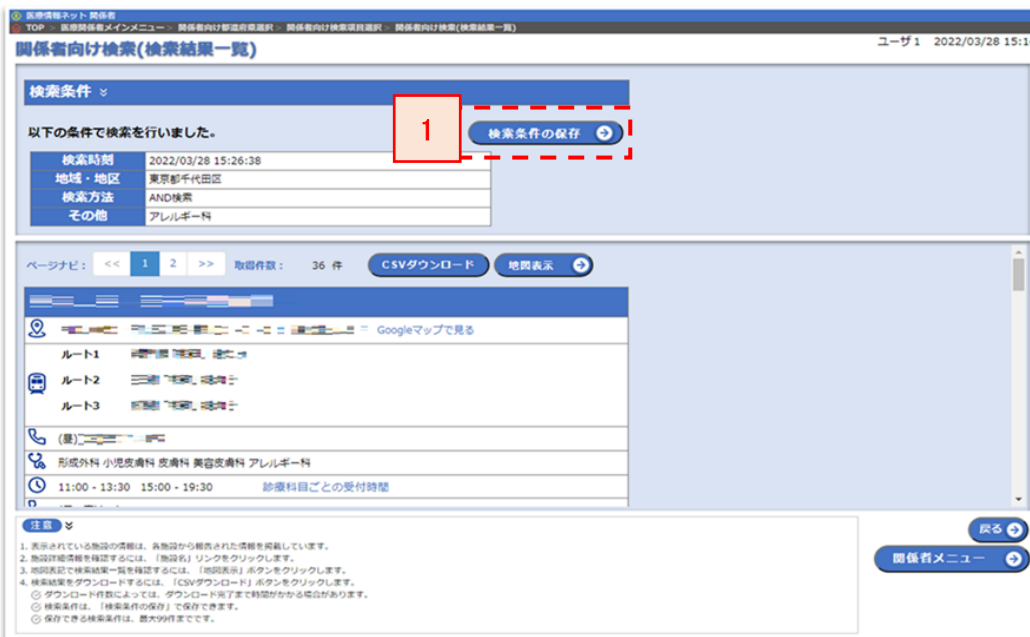 医療情報ネット 関係者
TOP > 医療関係者メインメニュー > 関係者向け都道府県選択 > 関係者向け検索項目選択 > 関係者向け検索(検索結果一覧)
関係者向け検索(検索結果一覧)
ユーザ1 2022/03/28 15:1
検索条件
1
以下の条件で検索を行いました。
検索条件の保存
検索時刻 2022/03/28 15:26:38
地域・地区 東京都千代田区
検索方法 AND検索
その他 アレルギー科
ページナビ: << 1 2 >> 取得件数: 36 件 CSVダウンロード 地図表示
Googleマップで見る
ルート1
ルート2
ルート3
(昼)
形成外科 小児皮膚科 皮膚科 美容皮膚科 アレルギー科
11:00 - 13:30 15:00 - 19:30 診療科目ごとの受付時間
注意
1. 表示されている施設の情報は、各施設から報告された情報を掲載しています。
2. 施設詳細情報を確認するには、「施設名」リンクをクリックします。
3. 地図表記で検索結果一覧を確認するには、「地図表示」ボタンをクリックします。
4. 検索結果をダウンロードするには、「CSVダウンロード」ボタンをクリックします。
ダウンロード件数によっては、ダウンロード完了まで時間がかかる場合があります。
検索条件は、「検索条件の保存」で保存できます。
保存できる検索条件は、最大99件までです。
戻る
関係者メニュー